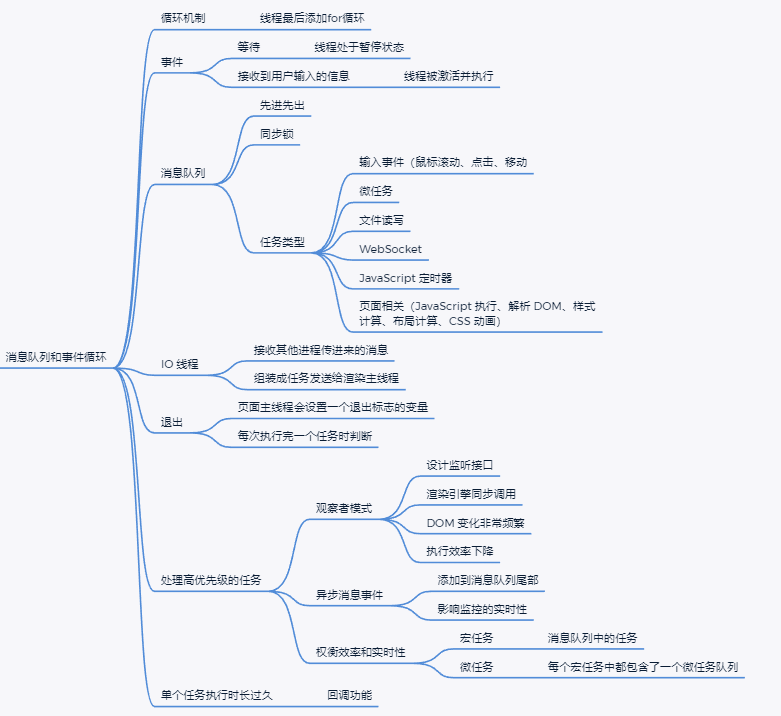 循环机制
线程最后添加for循环
事件
等待
线程处于暂停状态
接收到用户输入的信息
线程被激活并执行
消息队列
先进先出
同步锁
任务类型
输入事件（鼠标滚动、点击、移动
微任务
文件读写
WebSocket
JavaScript 定时器
页面相关（JavaScript 执行、解析 DOM、样式
计算、布局计算、CSS 动画）
消息队列和事件循环
IO 线程
接收其他进程传进来的消息
组装成任务发送给渲染主线程
退出
页面主线程会设置一个退出标志的变量
每次执行完一个任务时判断
处理高优先级的任务
观察者模式
设计监听接口
渲染引擎同步调用
DOM 变化非常频繁
执行效率下降
异步消息事件
添加到消息队列尾部
影响监控的实时性
权衡效率和实时性
宏任务
消息队列中的任务
微任务
每个宏任务中都包含了一个微任务队列
单个任务执行时长过久
回调功能